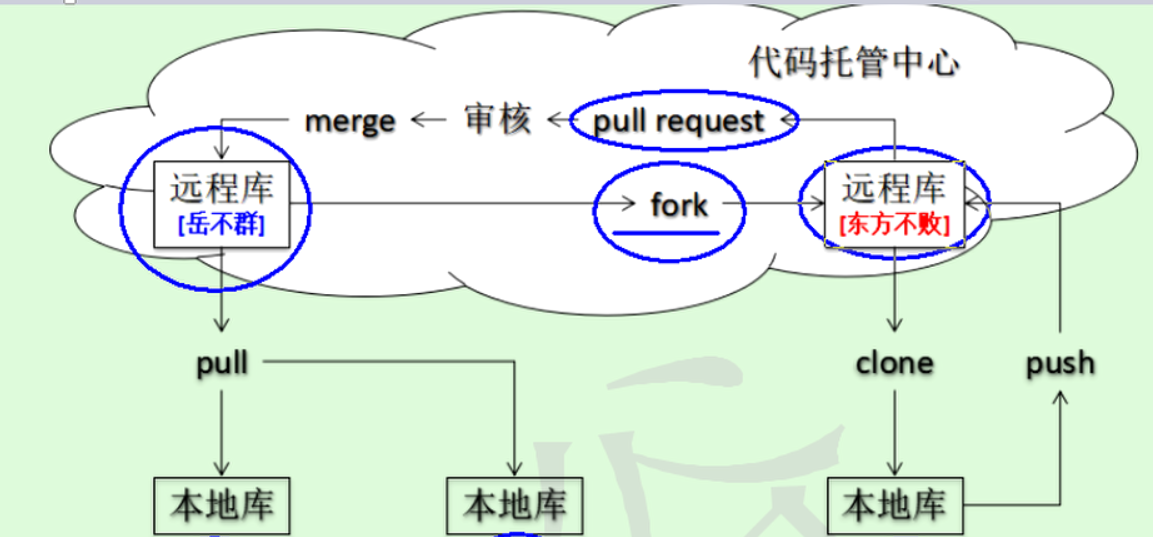 代码托管中心
merge
审核
pull request
远程库
[岳不群]
fork
远程库
[东方不败]
pull
clone
push
本地库
本地库
本地库